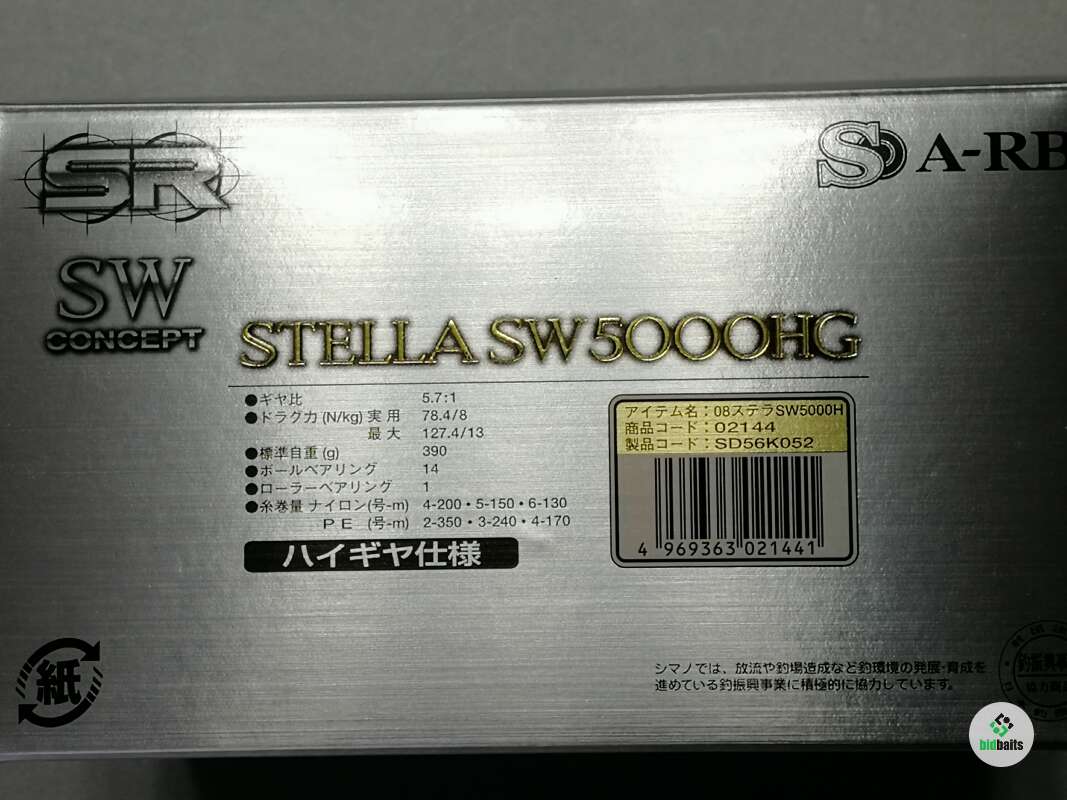 SR
S A-RB
SW
CONCEPT
STELLA SW5000HG
●ギヤ比 5.7:1
●ドラグ力(N/kg) 実用 78.4/8
最大 127.4/13
●標準自重(g) 390
●ボールベアリング 14
●ローラーベアリング 1
●糸巻量 ナイロン(号-m) 4-200・5-150・6-130
PE (号-m) 2-350・3-240・4-170
ハイギヤ仕様
アイテム名:08ステラSW5000H
商品コード:02144
製品コード:SD56K052
4 969363 021441
紙
シマノでは、放流や釣場造成など釣環境の発展・育成を
進めている釣振興事業に積極的に協力しています。
bidbaits